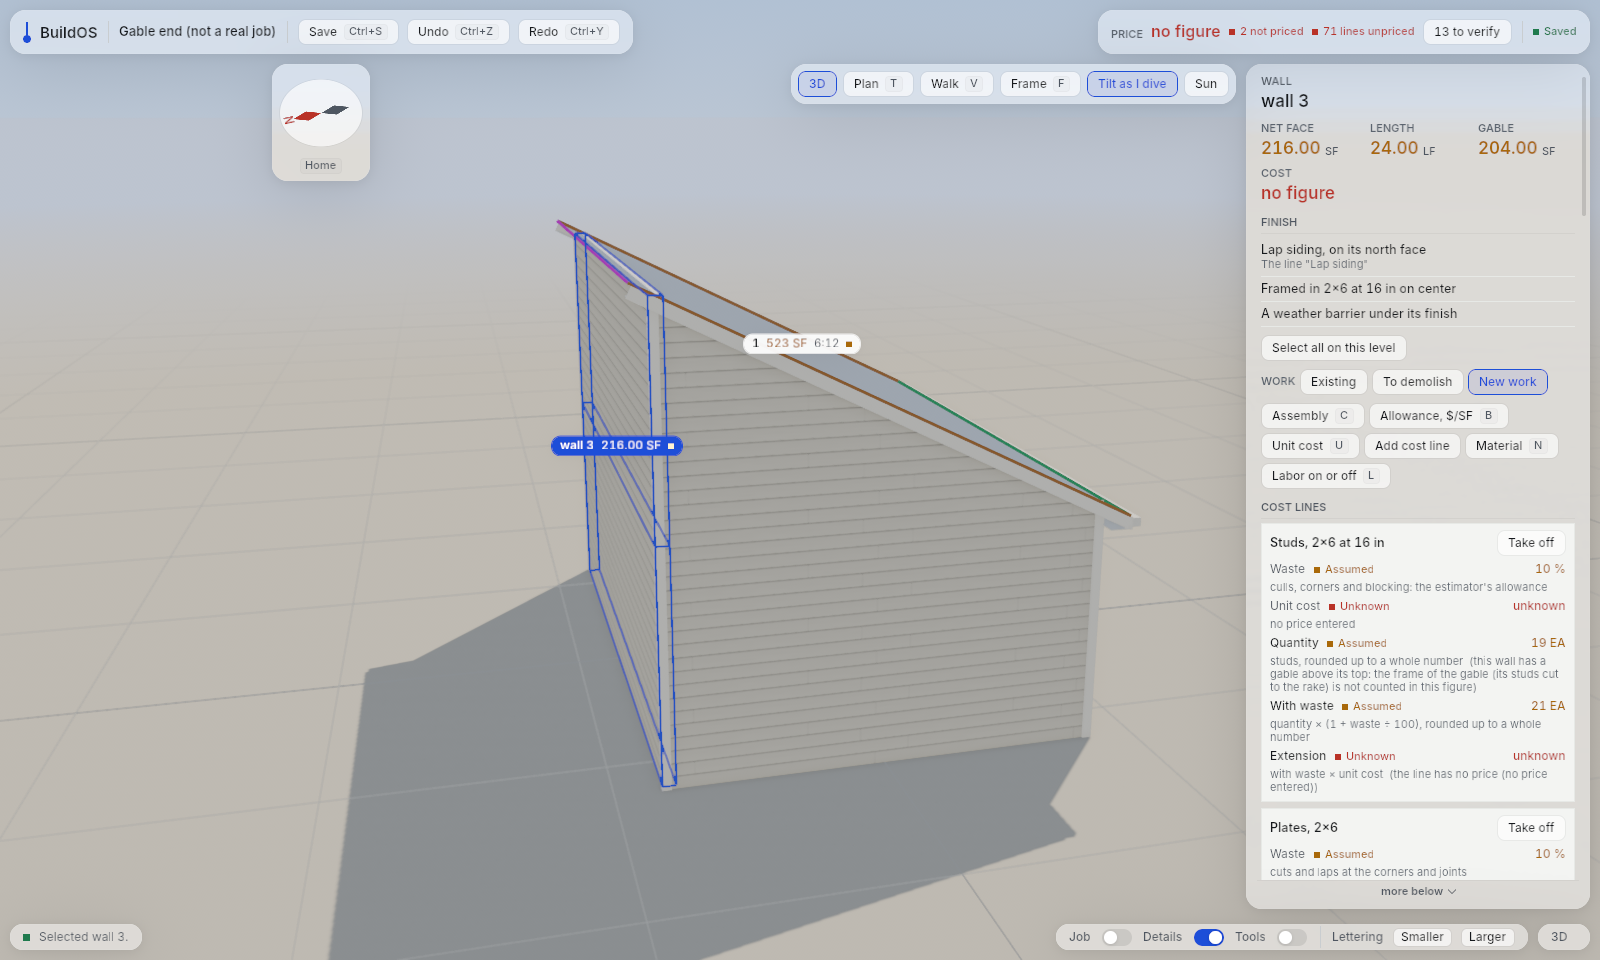 BuildOS
Gable end (not a real job)
Save Ctrl+S
Undo Ctrl+Z
Redo Ctrl+Y
PRICE no figure
2 not priced
71 lines unpriced
13 to verify
Saved
N
Home
3D
Plan T
Walk V
Frame F
Tilt as I dive
Sun
1 523 SF 6:12
wall 3 216.00 SF
WALL
wall 3
NET FACE LENGTH GABLE
216.00 SF 24.00 LF 204.00 SF
COST
no figure
FINISH
Lap siding, on its north face
The line "Lap siding"
Framed in 2×6 at 16 in on center
A weather barrier under its finish
Select all on this level
WORK Existing To demolish New work
Assembly C Allowance, $/SF B
Unit cost U Add cost line Material N
Labor on or off L
COST LINES
Studs, 2×6 at 16 in Take off
Waste Assumed 10 %
culls, corners and blocking: the estimator's allowance
Unit cost Unknown unknown
no price entered
Quantity Assumed 19 EA
studs, rounded up to a whole number (this wall has a
gable above its top: the frame of the gable (its studs cut
to the rake) is not counted in this figure)
With waste Assumed 21 EA
quantity × (1 + waste ÷ 100), rounded up to a whole
number
Extension Unknown unknown
with waste × unit cost (the line has no price (no price
entered))
Plates, 2×6 Take off
Waste Assumed 10 %
cuts and laps at the corners and joints
more below
Selected wall 3.
Job Details Tools Lettering Smaller Larger 3D